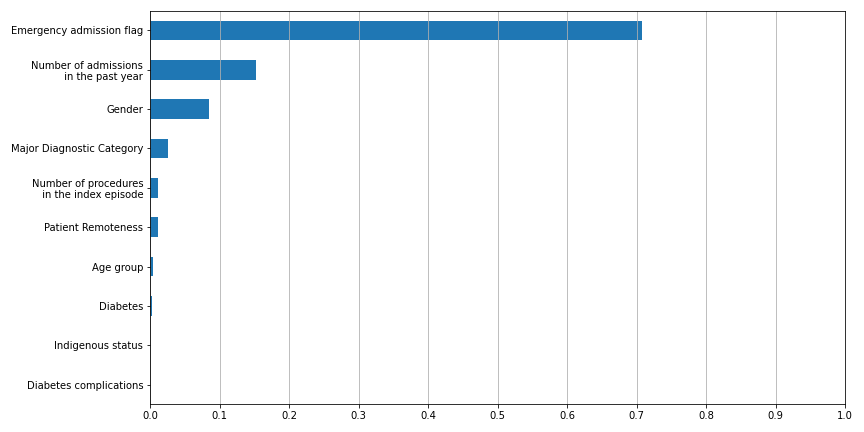 Emergency admission flag
Number of admissions
in the past year
Gender
Major Diagnostic Category
Number of procedures
in the index episode
Patient Remoteness
Age group
Diabetes
Indigenous status
Diabetes complications
0.0 0.1 0.2 0.3 0.4 0.5 0.6 0.7 0.8 0.9 1.0